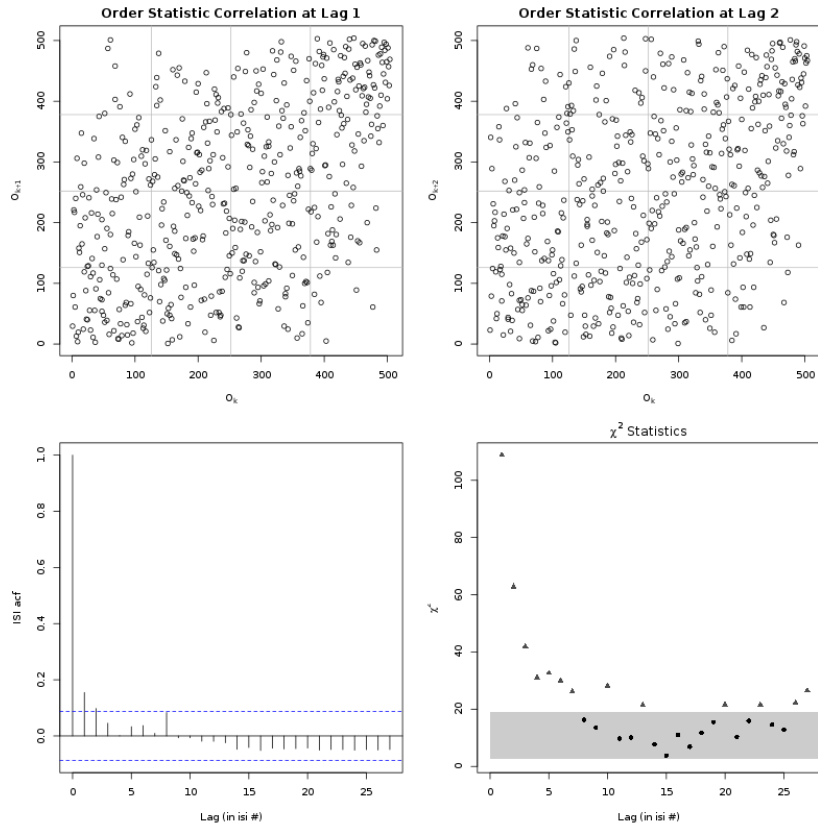 Order Statistic Correlation at Lag 1
500
400
300
200
100
0
O k+1
0 100 200 300 400 500
O k
Order Statistic Correlation at Lag 2
500
400
300
200
100
0
O k+2
0 100 200 300 400 500
O k
1.0
0.8
0.6
0.4
0.2
0.0
ISI acf
0 5 10 15 20 25
Lag (in isi #)
χ² Statistics
100
80
60
40
20
0
χ²
0 5 10 15 20 25
Lag (in isi #)